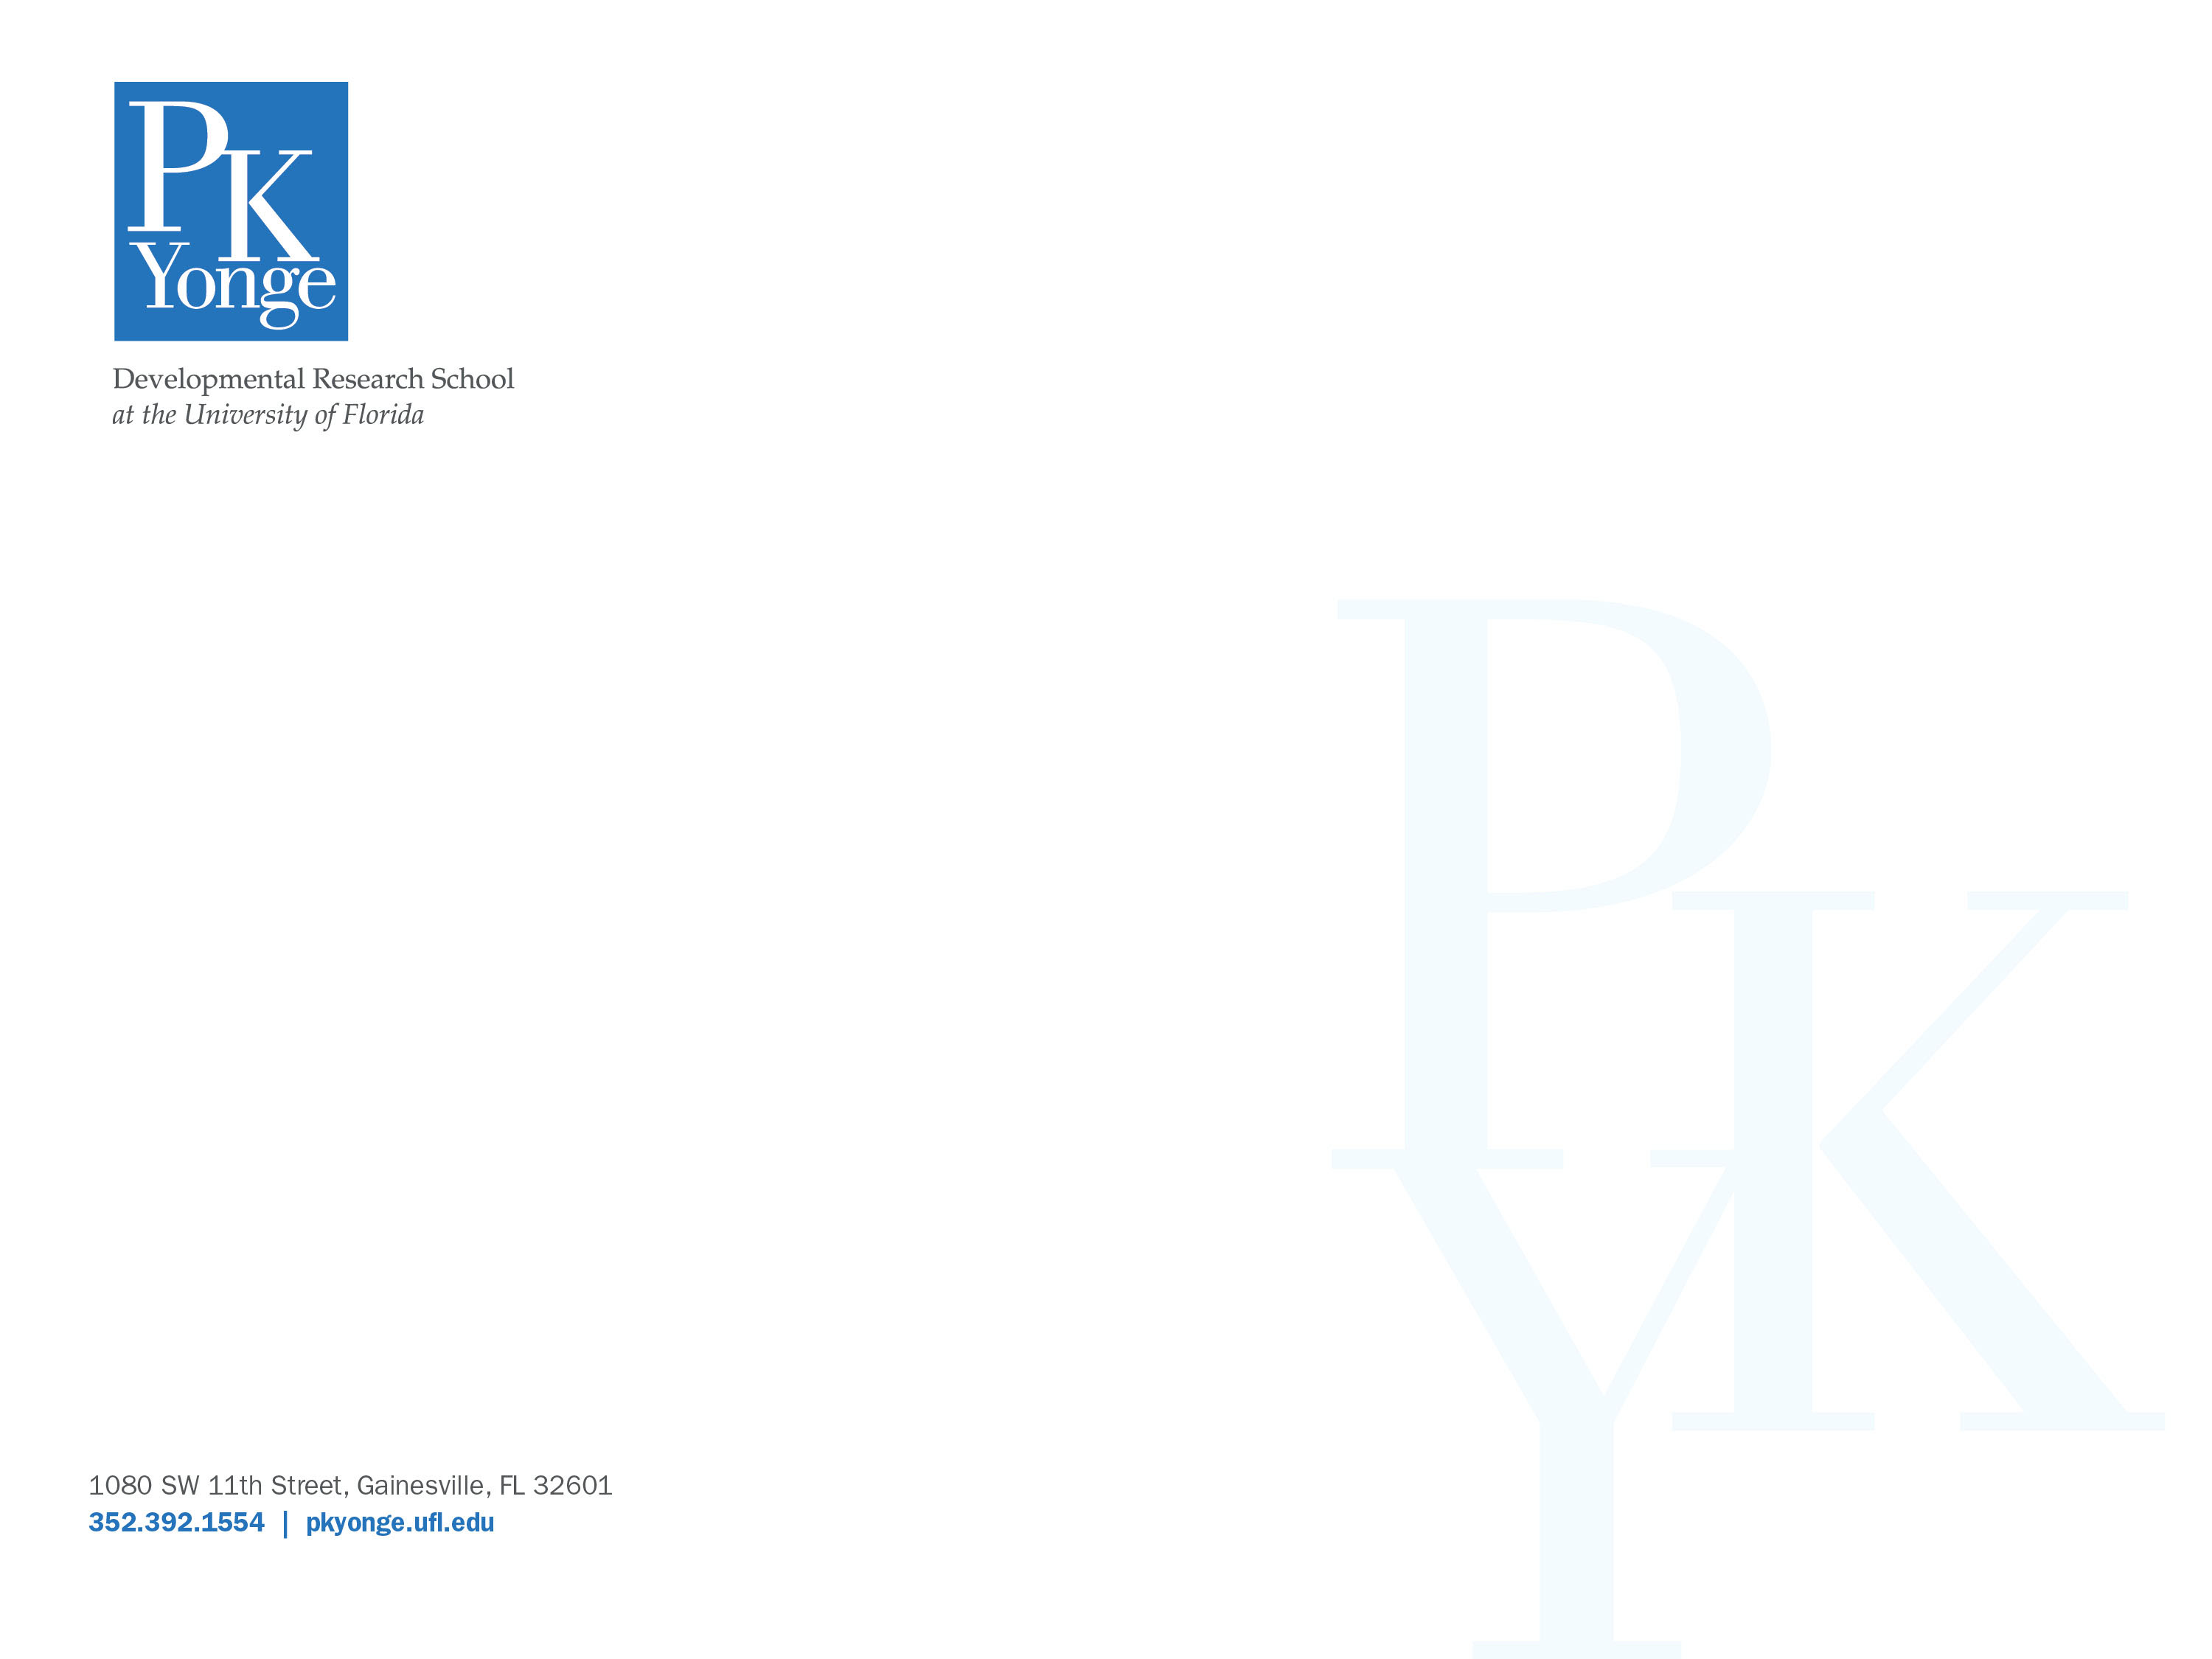 PK
Yonge
Developmental Research School
at the University of Florida
PK
Y
1080 SW 11th Street, Gainesville, FL 32601
352.392.1554 | pkyonge.ufl.edu